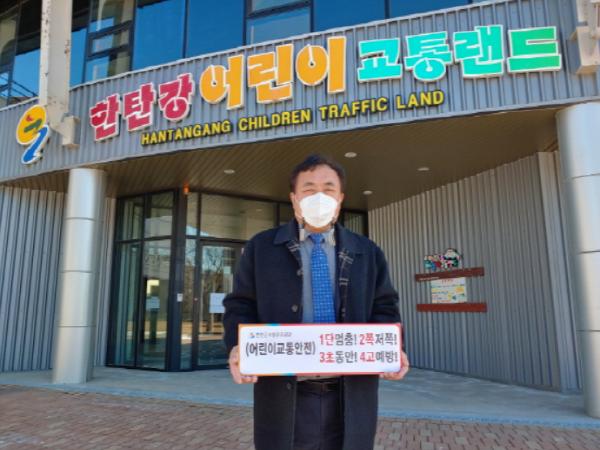 한탄강 어린이 교통랜드
HANTANGANG CHILDREN TRAFFIC LAND
(어린이교통안전)
1단멈춤! 2쪽저쪽!
3초동안! 4고예방!